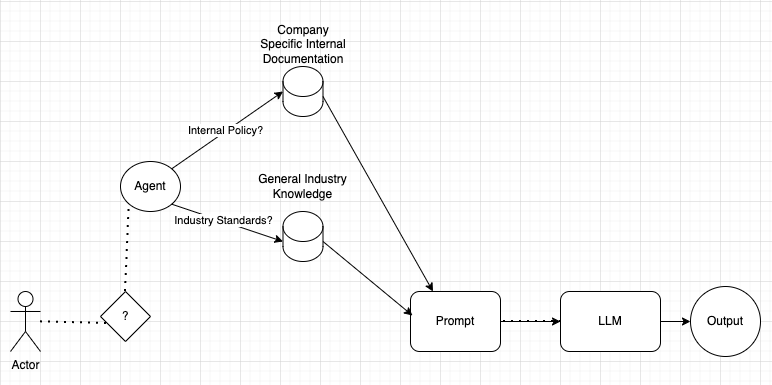 Company
Specific Internal
Documentation
Internal Policy?
Agent
General Industry
Knowledge
Industry Standards?
?
Actor
Prompt
LLM
Output